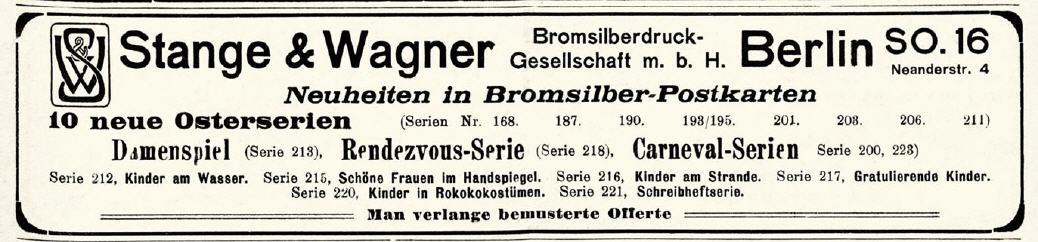 Stange & Wagner Bromsilberdruck-Gesellschaft m. b. H. Berlin SO. 16
Neanderstr. 4
Neuheiten in Bromsilber-Postkarten
10 neue Osterserien (Serien Nr. 168. 187. 190. 193/195. 201. 203. 206. 211)
Damenspiel (Serie 213), Rendezvous-Serie (Serie 218), Carneval-Serien Serie 200, 223)
Serie 212, Kinder am Wasser. Serie 215, Schöne Frauen im Handspiegel. Serie 216, Kinder am Strande. Serie 217, Gratulierende Kinder.
Serie 220, Kinder in Rokokokostümen. Serie 221, Schreibheftserie.
Man verlange bemusterte Offerte